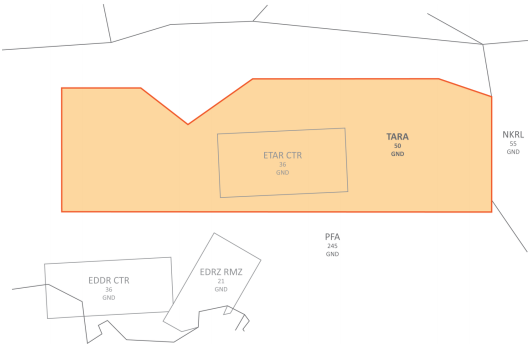 TARA
50
GND
NKRL
55
GND
ETAR CTR
36
GND
PFA
245
GND
EDRZ RMZ
21
GND
EDDR CTR
36
GND